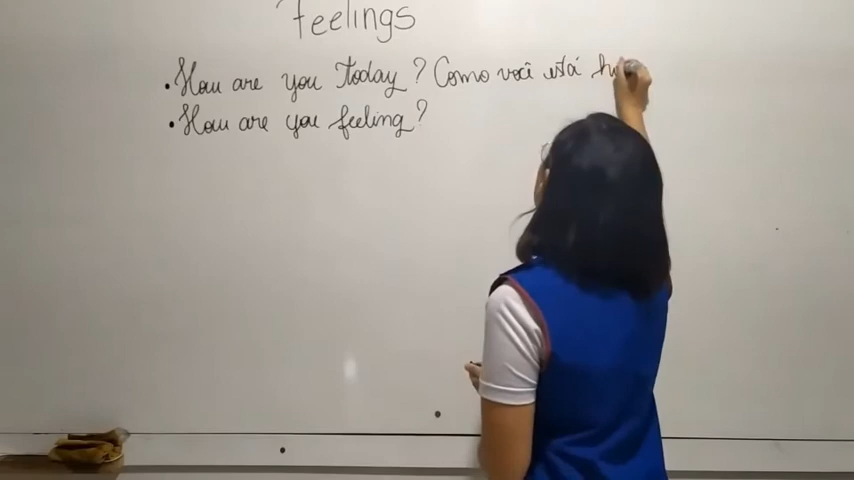 Feelings
• How are you today? Como você está h
• How are you feeling?